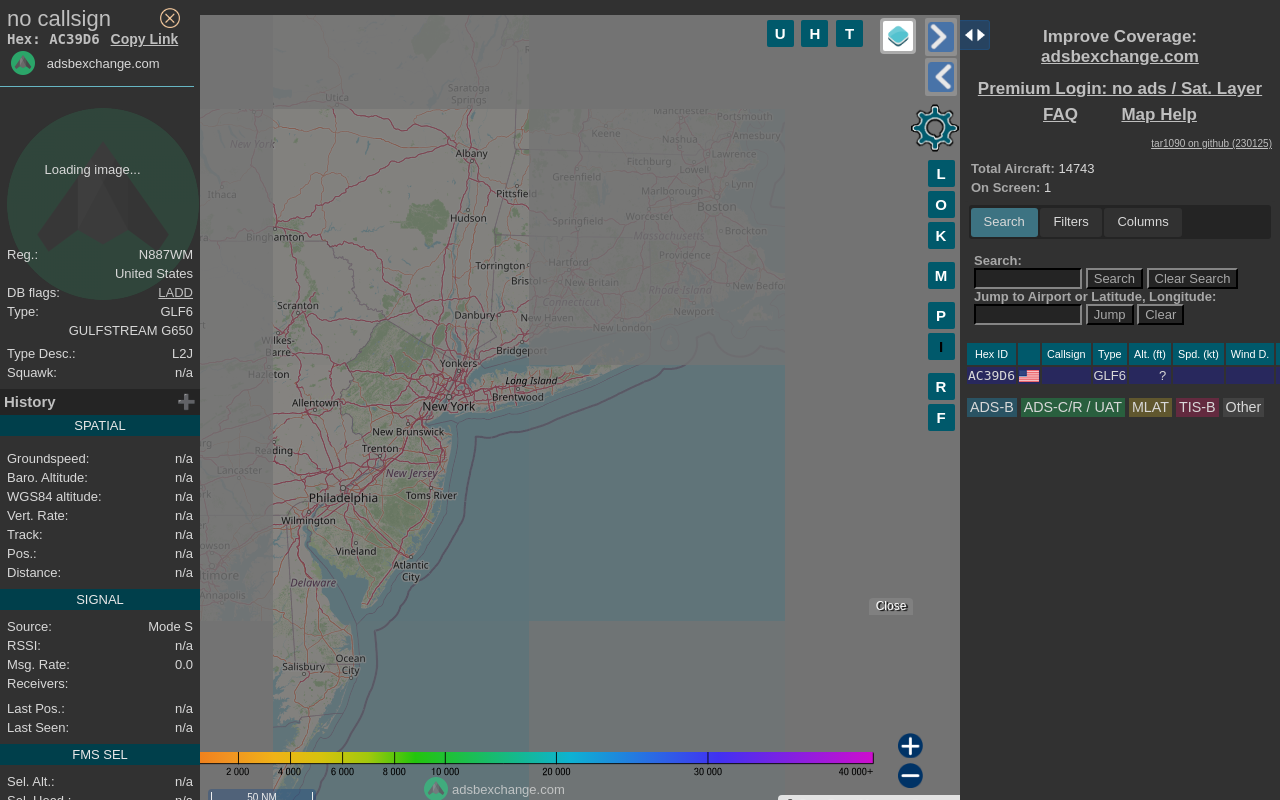 no callsign
Hex: AC39D6 Copy Link
adsbexchange.com
Loading image...
Reg.: N887WM
United States
DB flags: LADD
Type: GLF6
GULFSTREAM G650
Type Desc.: L2J
Squawk: n/a
History
SPATIAL
Groundspeed: n/a
Baro. Altitude: n/a
WGS84 altitude: n/a
Vert. Rate: n/a
Track: n/a
Pos.: n/a
Distance: n/a
SIGNAL
Source: Mode S
RSSI: n/a
Msg. Rate: 0.0
Receivers:
Last Pos.: n/a
Last Seen: n/a
FMS SEL
Sel. Alt.: n/a
Sel. Head.: n/a
U H T
L
O
K
M
P
I
R
F
Utica
Saratoga
Springs
Manchester
Portsmouth
Keene
Nashua
Amesbury
New York
Albany
Fitchburg
Lawrence
Lowell
Lynn
Greenfield
Pittsfield
Marlborough
Ithaca
Boston
Worcester
Hudson
Springfield
Brockton
Massachusetts
Binghamton
Providence
Hartford
Torrington
New Britain
Bristol
New Bedfo
Rhode Island
Connecticut
Scranton
Danbury
New Haven
Newport
New London
Wilkes-
Barre
Bridgeport
Yonkers
Hazleton
Long Island
Brentwood
Allentown
New York
New Brunswick
Reading
Trenton
Lancaster
New Jersey
Philadelphia
Toms River
Wilmington
Vineland
Atlantic
City
Delaware
Annapolis
Ocean
City
Salisbury
Close
2 000 4 000 6 000 8 000 10 000 20 000 30 000 40 000+
adsbexchange.com
50 NM
Improve Coverage:
adsbexchange.com
Premium Login: no ads / Sat. Layer
FAQ Map Help
tar1090 on github (230125)
Total Aircraft: 14743
On Screen: 1
Search Filters Columns
Search:
Search Clear Search
Jump to Airport or Latitude, Longitude:
Jump Clear
Hex ID Callsign Type Alt. (ft) Spd. (kt) Wind D.
AC39D6 GLF6 ?
ADS-B ADS-C/R / UAT MLAT TIS-B Other